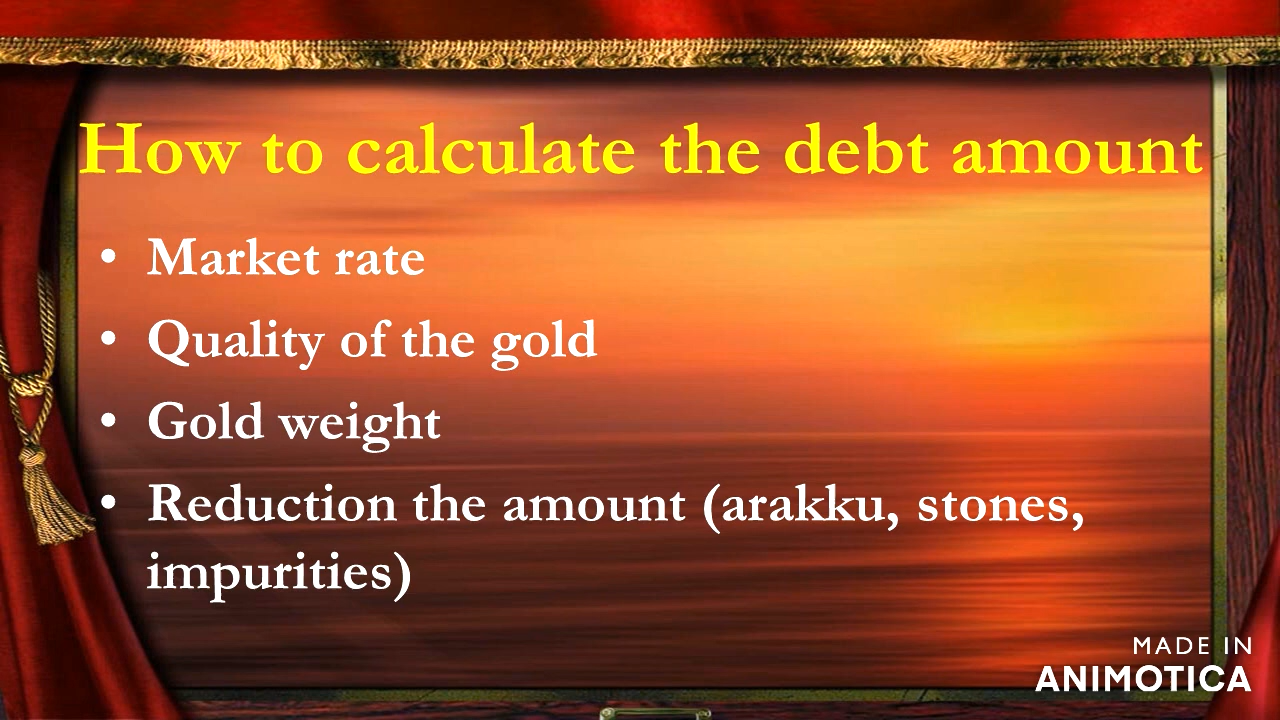 How to calculate the debt amount
• Market rate
• Quality of the gold
• Gold weight
• Reduction the amount (arakku, stones,
impurities)
MADE IN
ANIMOTICA